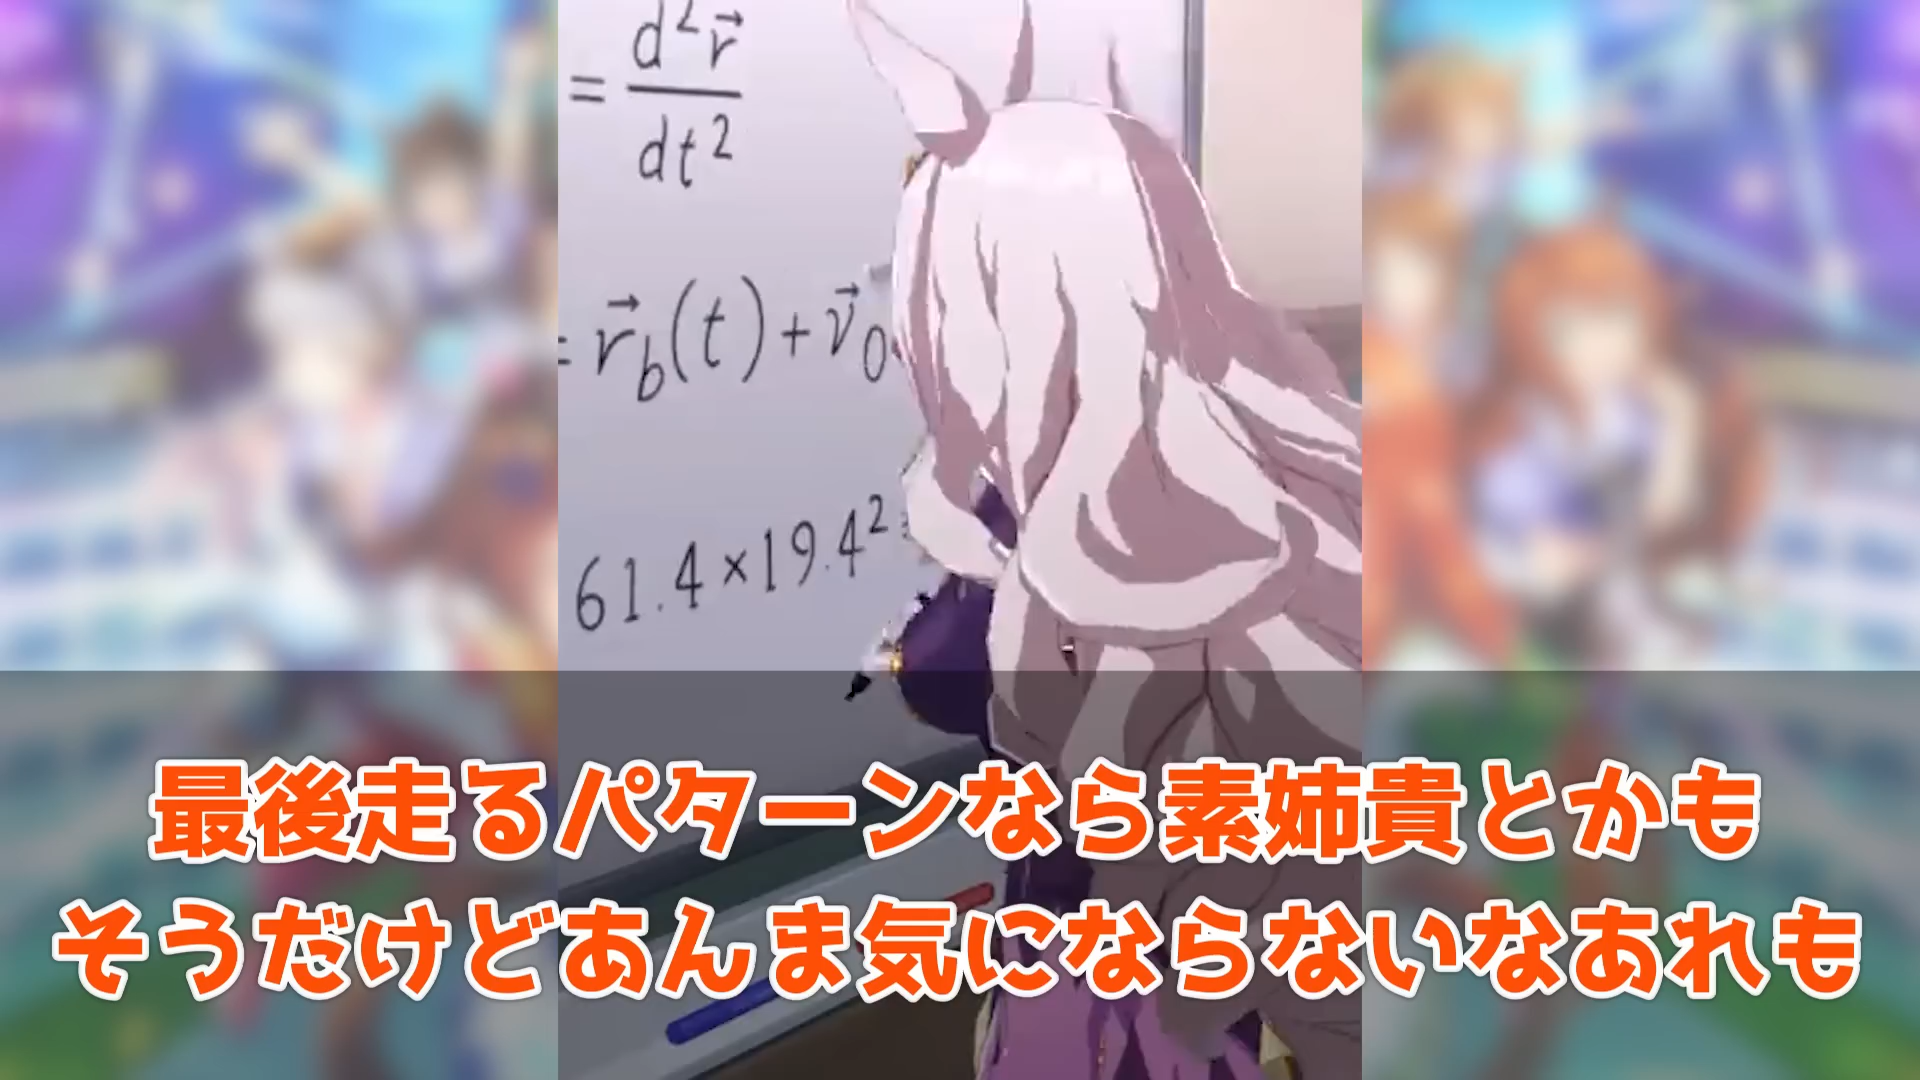 = d²r⃗/dt²
= r⃗b(t)+v⃗0
61.4×19.4²
最後走るパターンなら素姉貴とかも
そうだけどあんま気にならないなあれも